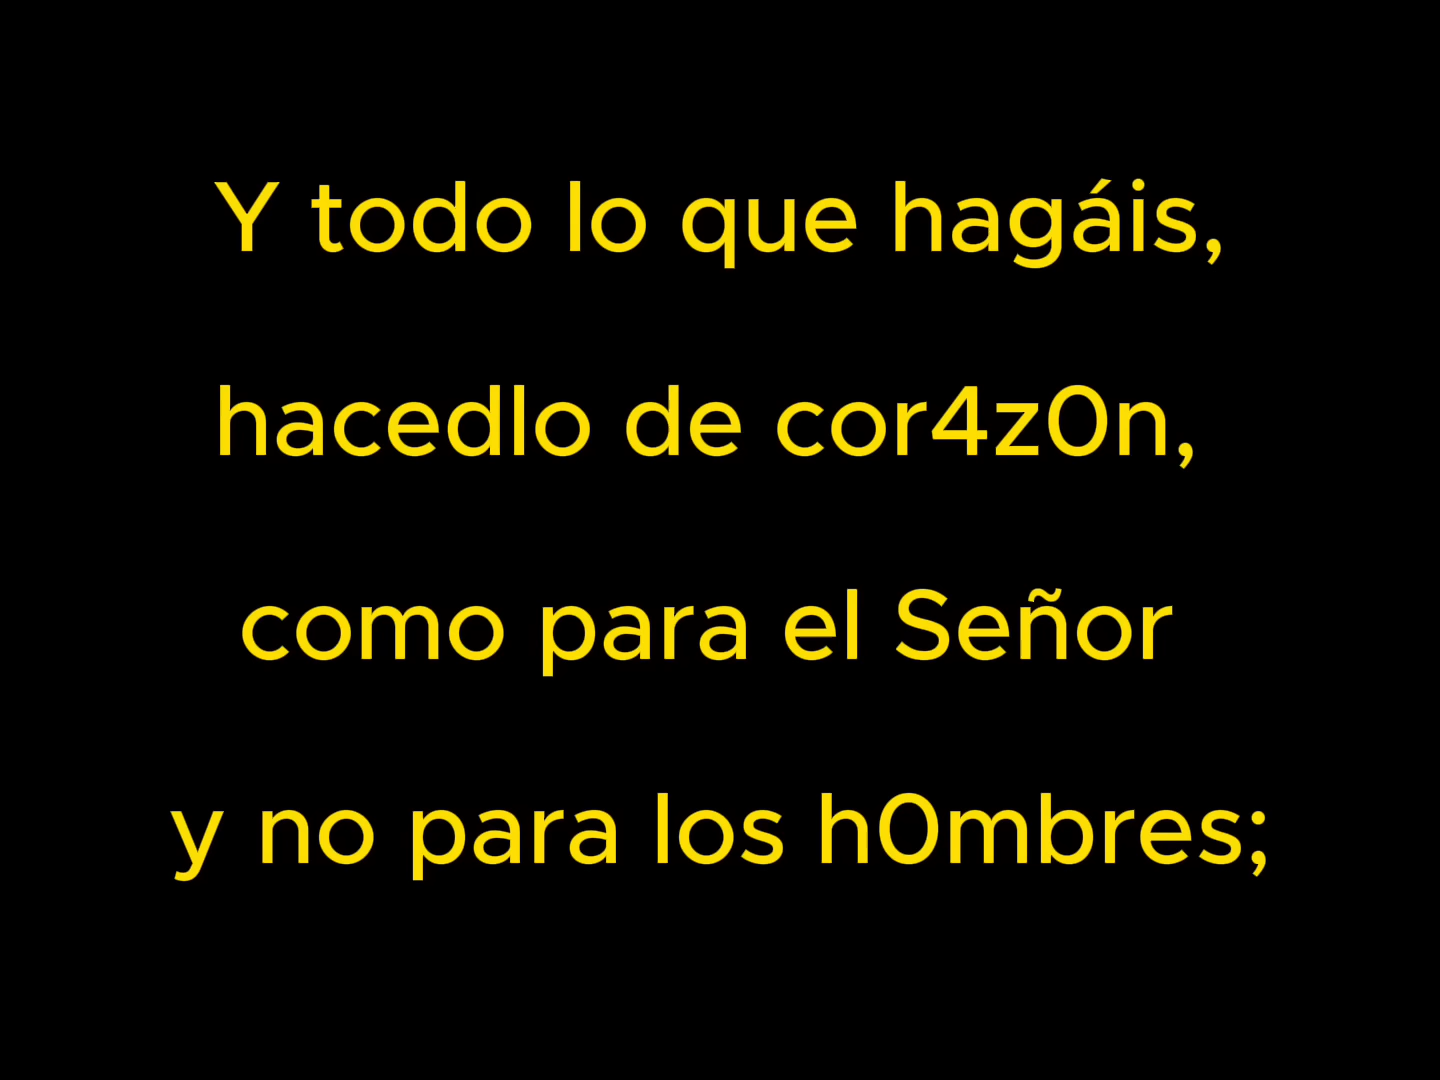 Y todo lo que hagáis,
hacedlo de cor4z0n,
como para el Señor
y no para los h0mbres;